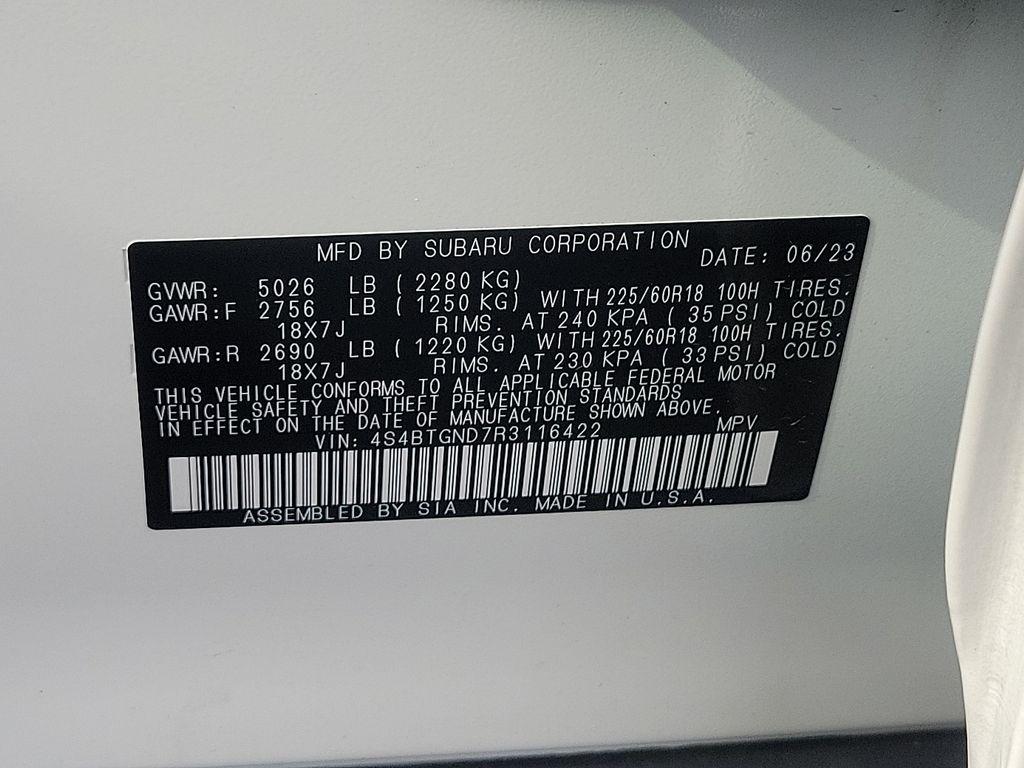 MFD BY SUBARU CORPORATION DATE: 06/23
GVWR: 5026 LB ( 2280 KG)
GAWR:F 2756 LB ( 1250 KG) WITH 225/60R18 100H TIRES.
18X7J RIMS. AT 240 KPA ( 35 PSI) COLD
GAWR:R 2690 LB ( 1220 KG) WITH 225/60R18 100H TIRES.
18X7J RIMS. AT 230 KPA ( 33 PSI) COLD
THIS VEHICLE CONFORMS TO ALL APPLICABLE FEDERAL MOTOR
VEHICLE SAFETY AND THEFT PREVENTION STANDARDS
IN EFFECT ON THE DATE OF MANUFACTURE SHOWN ABOVE.
VIN: 4S4BTGND7R3116422 MPV
ASSEMBLED BY SIA INC. MADE IN U.S.A.